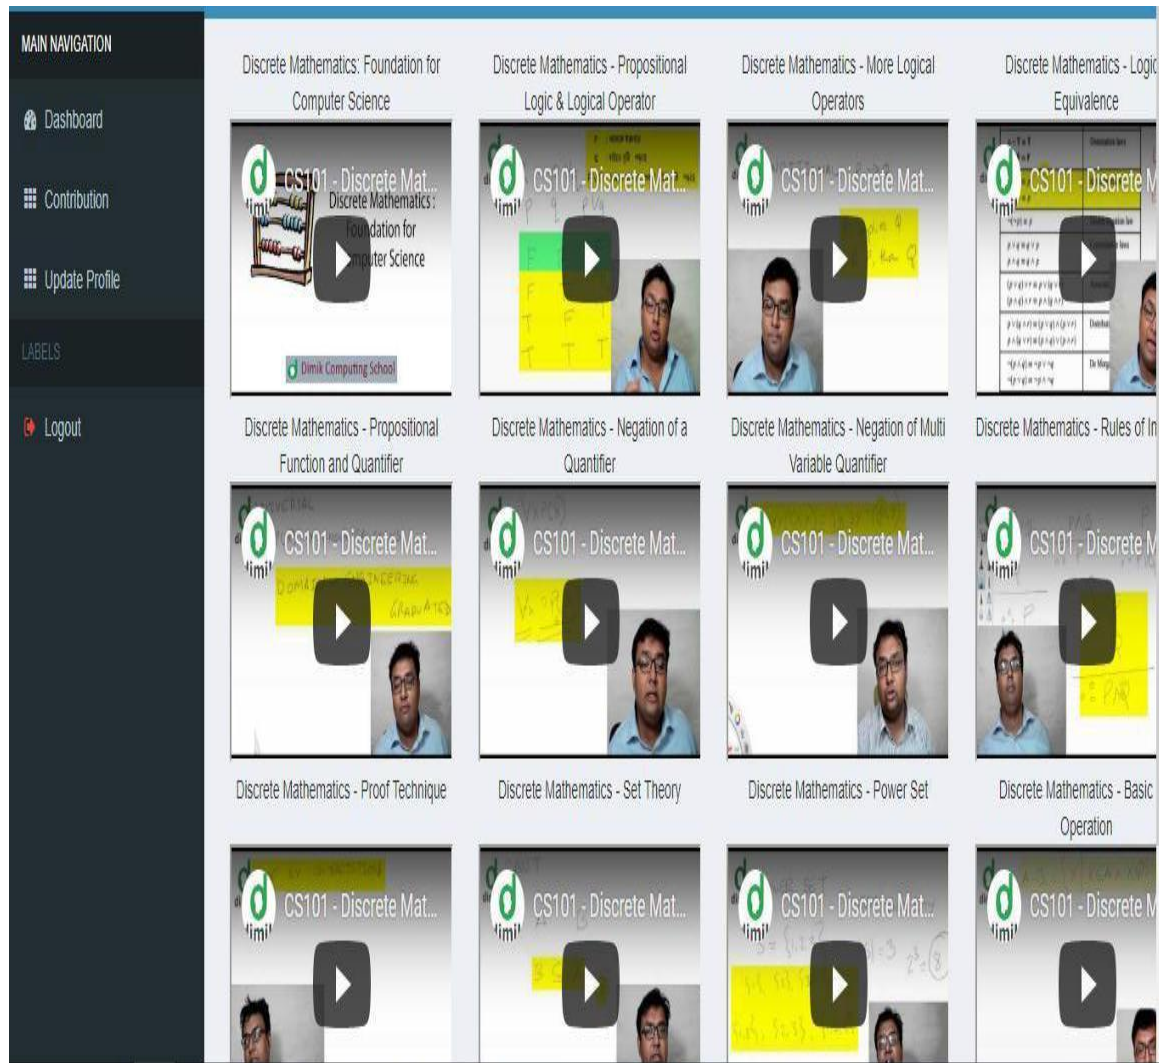 MAIN NAVIGATION
Dashboard
Contribution
Update Profile
LABELS
Logout
Discrete Mathematics: Foundation for
Computer Science
Discrete Mathematics - Propositional
Logic & Logical Operator
Discrete Mathematics - More Logical
Operators
Discrete Mathematics - Logic
Equivalence
CS101 - Discrete Mat...
Discrete Mathematics :
Foundation for
Computer Science
Dimik Computing School
CS101 - Discrete Mat...
p q p∨q
F
F T T
T F T
T T T
CS101 - Discrete Mat...
then Q
CS101 - Discrete M
Discrete Mathematics - Propositional
Function and Quantifier
Discrete Mathematics - Negation of a
Quantifier
Discrete Mathematics - Negation of Multi
Variable Quantifier
Discrete Mathematics - Rules of In
CS101 - Discrete Mat...
DOMAIN ENGINEERING
GRADUATED
CS101 - Discrete Mat...
CS101 - Discrete Mat...
CS101 - Discrete M
Discrete Mathematics - Proof Technique
Discrete Mathematics - Set Theory
Discrete Mathematics - Power Set
Discrete Mathematics - Basic
Operation
CS101 - Discrete Mat...
CS101 - Discrete Mat...
CS101 - Discrete Mat...
CS101 - Discrete M